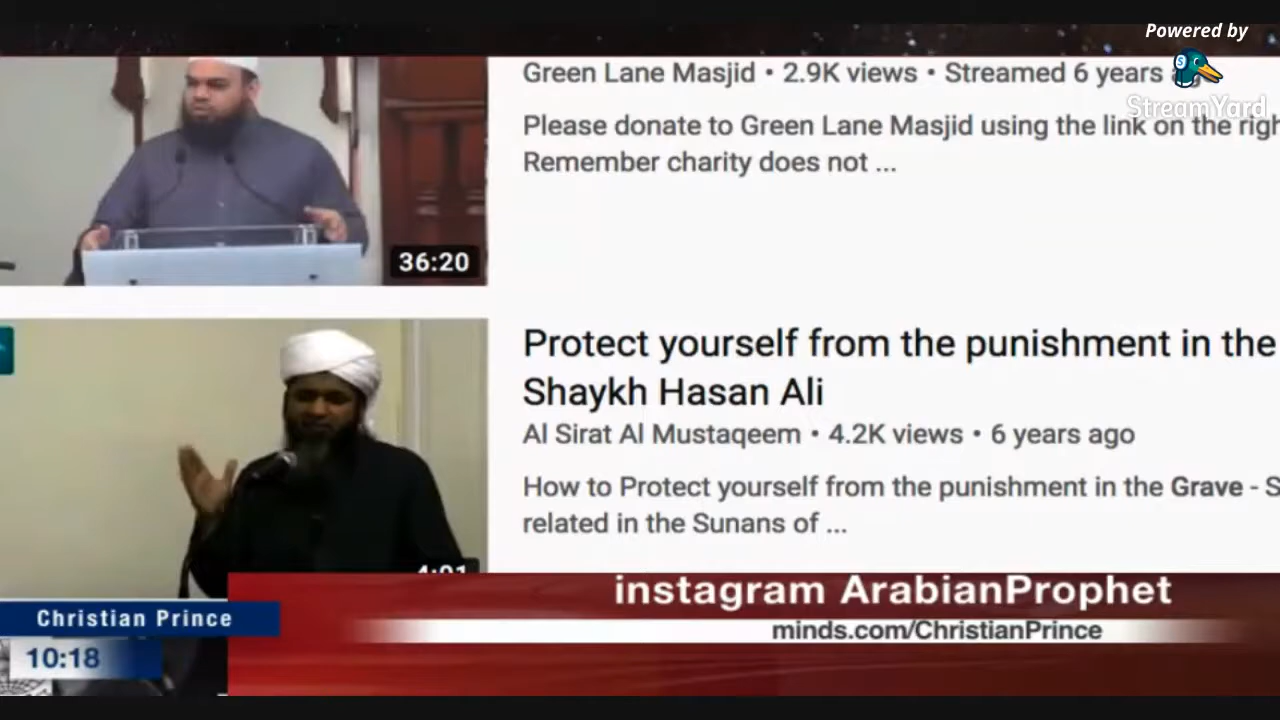 Powered by
StreamYard
Green Lane Masjid • 2.9K views • Streamed 6 years
Please donate to Green Lane Masjid using the link on the
Remember charity does not ...
36:20
Protect yourself from the punishment in the
Shaykh Hasan Ali
Al Sirat Al Mustaqeem • 4.2K views • 6 years ago
How to Protect yourself from the punishment in the Grave - S
related in the Sunans of ...
instagram ArabianProphet
Christian Prince
minds.com/ChristianPrince
10:18